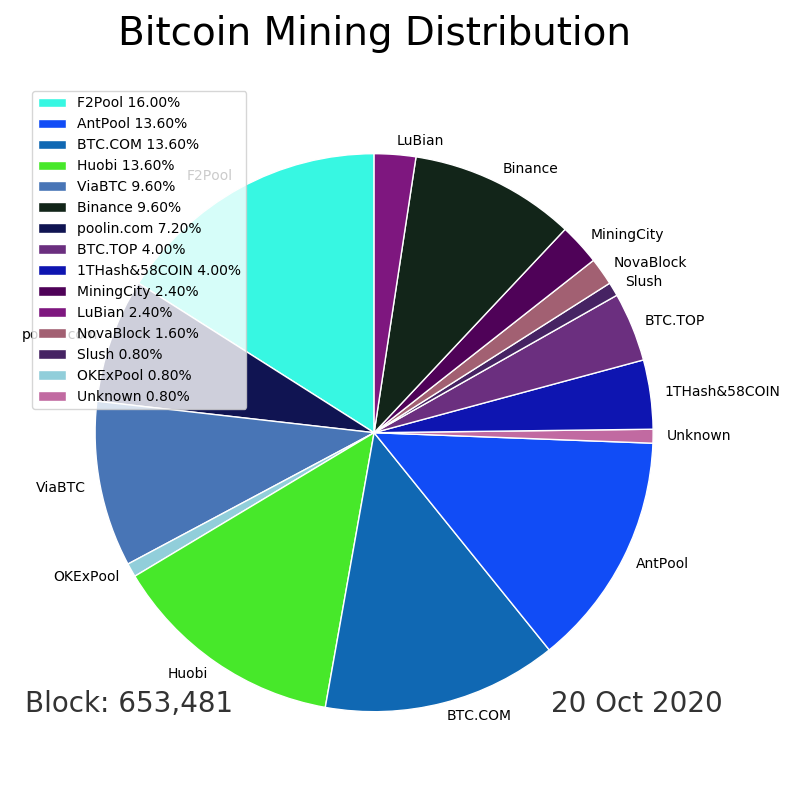 Bitcoin Mining Distribution
F2Pool 16.00%
AntPool 13.60%
BTC.COM 13.60%
Huobi 13.60%
ViaBTC 9.60%
Binance 9.60%
poolin.com 7.20%
BTC.TOP 4.00%
1THash&58COIN 4.00%
MiningCity 2.40%
LuBian 2.40%
NovaBlock 1.60%
Slush 0.80%
OKExPool 0.80%
Unknown 0.80%
F2Pool
LuBian
Binance
MiningCity
NovaBlock
Slush
BTC.TOP
1THash&58COIN
Unknown
AntPool
BTC.COM
Huobi
OKExPool
ViaBTC
Block: 653,481
20 Oct 2020